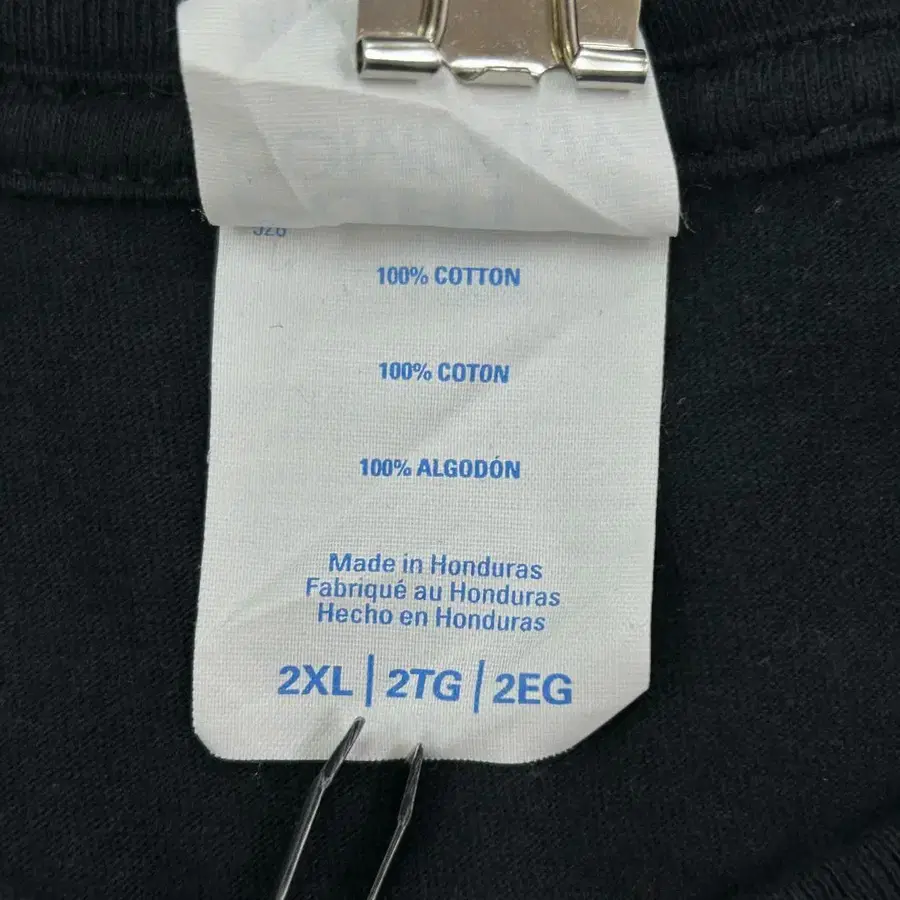 100% COTTON
100% COTON
100% ALGODÓN
Made in Honduras
Fabriqué au Honduras
Hecho en Honduras
2XL | 2TG | 2EG